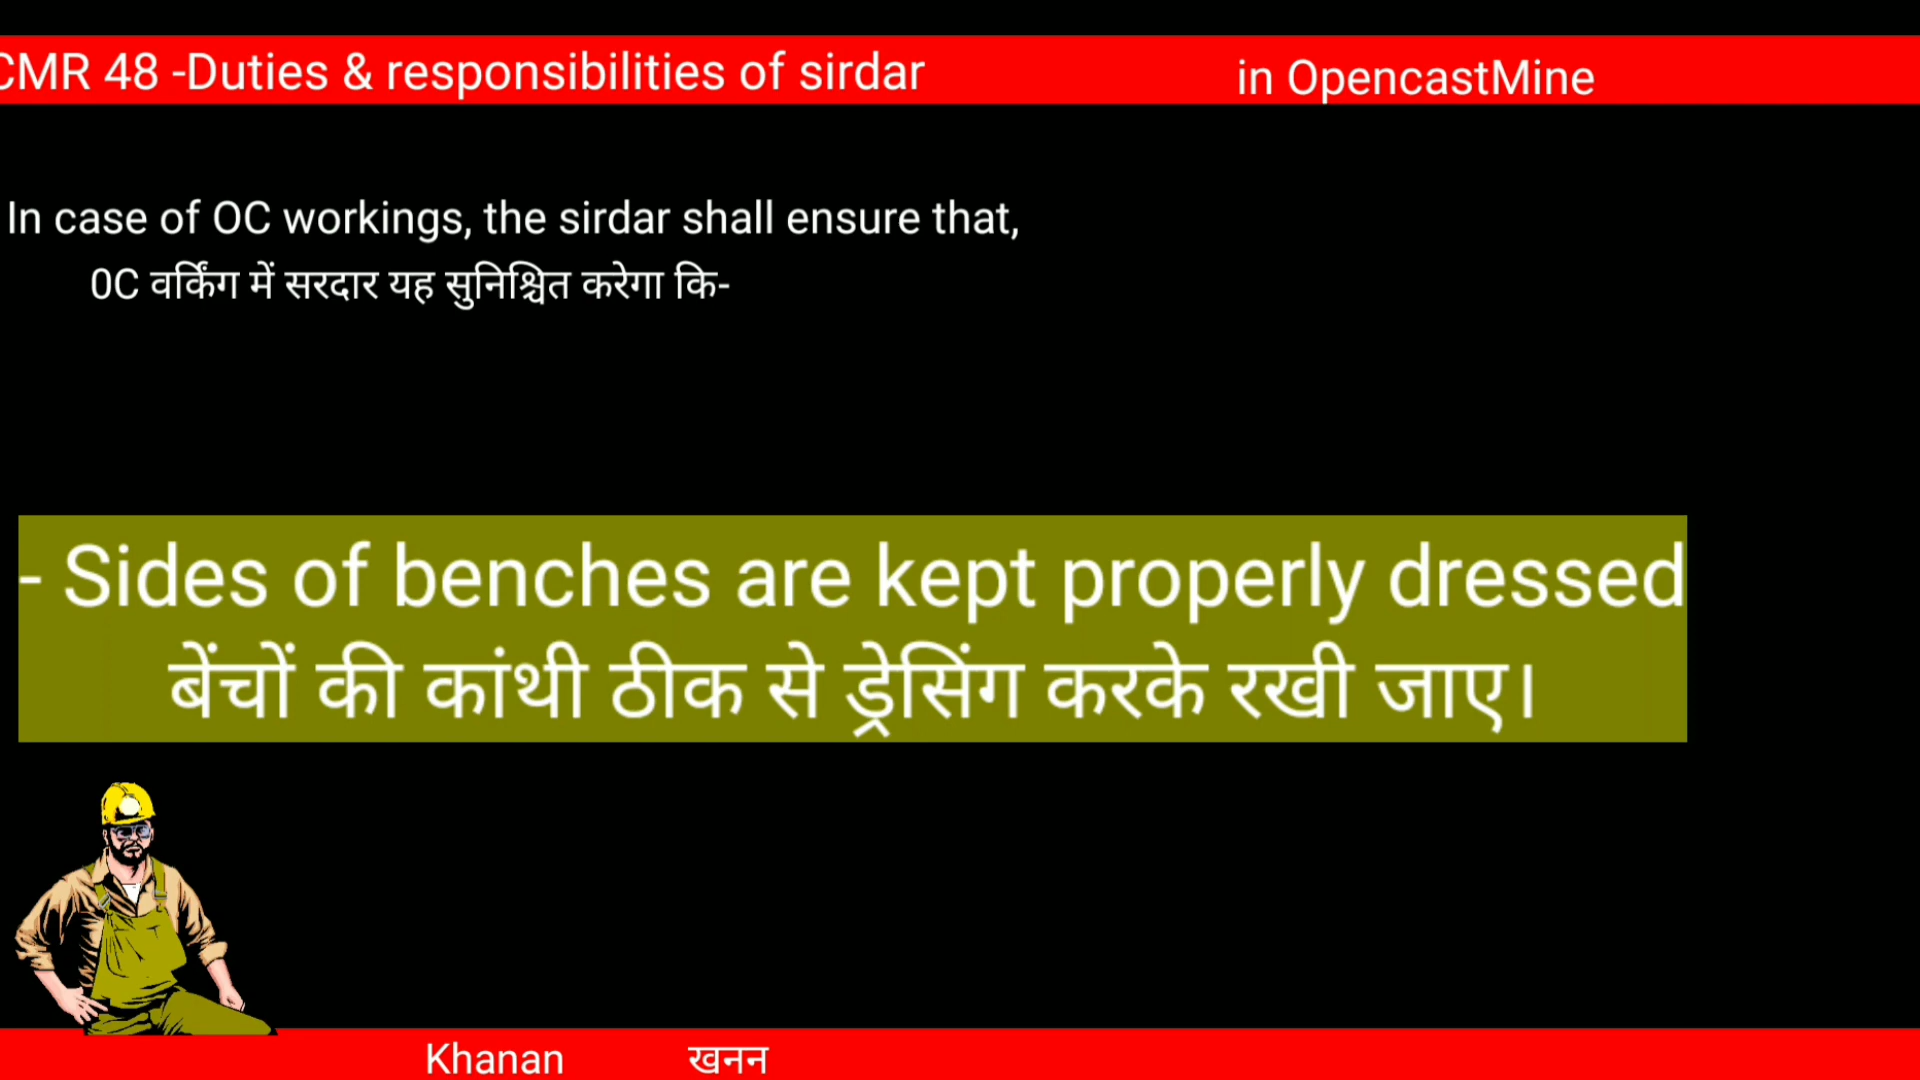 CMR 48 -Duties & responsibilities of sirdar in OpencastMine
In case of OC workings, the sirdar shall ensure that,
0C वर्किंग में सरदार यह सुनिश्चित करेगा कि-
- Sides of benches are kept properly dressed
बेंचों की कांथी ठीक से ड्रेसिंग करके रखी जाए।
Khanan खनन